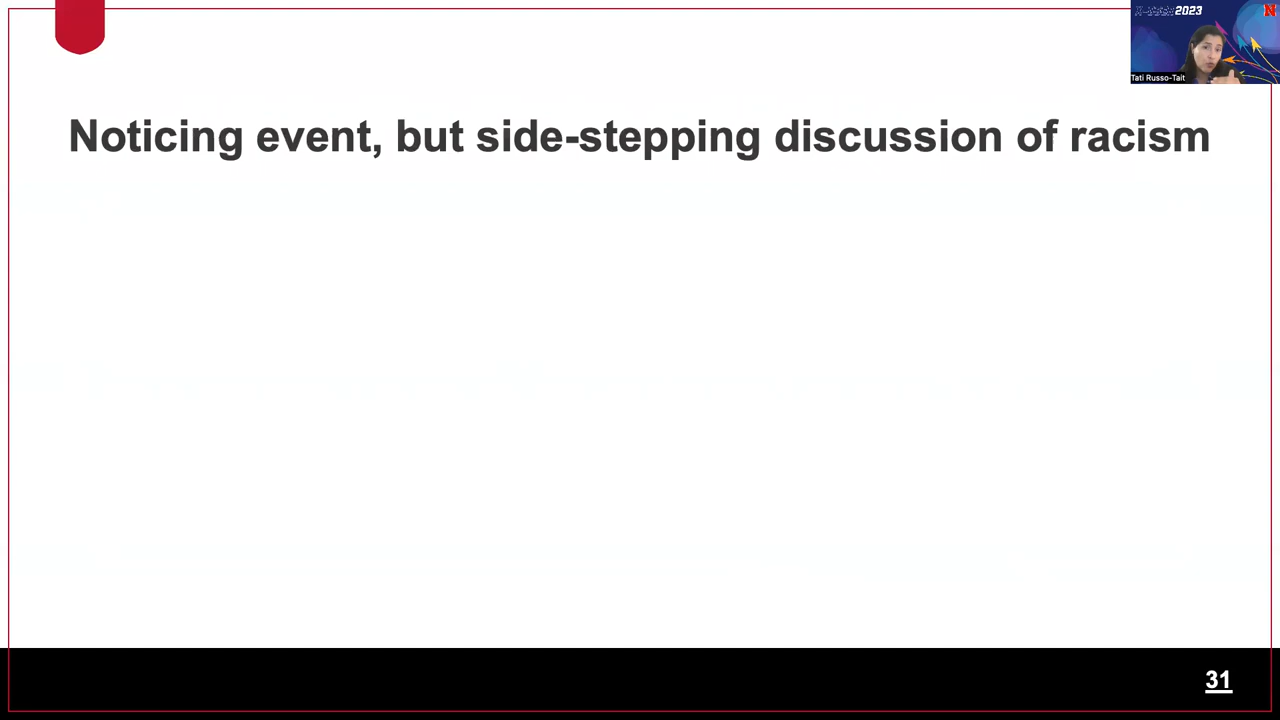 2023
N
Tati Russo-Tait
Noticing event, but side-stepping discussion of racism
31